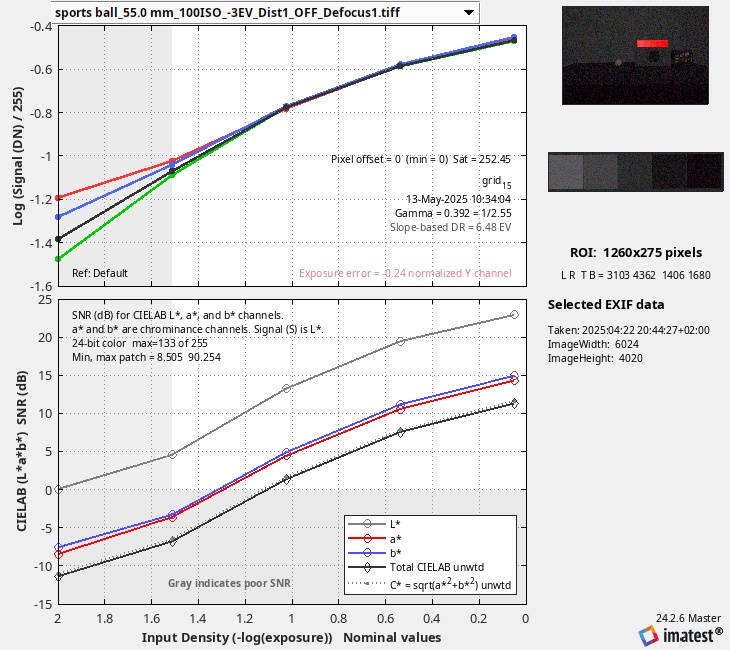 sports ball_55.0 mm_100ISO_-3EV_Dist1_OFF_Defocus1.tiff
Log (Signal (DN) / 255)
-0.4
-0.6
-0.8
-1
-1.2
-1.4
-1.6
Pixel offset = 0 (min = 0) Sat = 252.45
grid15
13-May-2025 10:34:04
Gamma = 0.392 = 1/2.55
Slope-based DR = 6.48 EV
Ref: Default
Exposure error = -0.24 normalized Y channel
CIELAB (L*a*b*) SNR (dB)
25
20
15
10
5
0
-5
-10
-15
SNR (dB) for CIELAB L*, a*, and b* channels.
a* and b* are chrominance channels. Signal (S) is L*.
24-bit color max=133 of 255
Min, max patch = 8.505 90.254
L*
a*
b*
Total CIELAB unwtd
C* = sqrt(a*2+b*2) unwtd
Gray indicates poor SNR
2 1.8 1.6 1.4 1.2 1 0.8 0.6 0.4 0.2 0
Input Density (-log(exposure)) Nominal values
ROI: 1260x275 pixels
L R T B = 3103 4362 1406 1680
Selected EXIF data
Taken: 2025:04:22 20:44:27+02:00
ImageWidth: 6024
ImageHeight: 4020
24.2.6 Master
imatest®